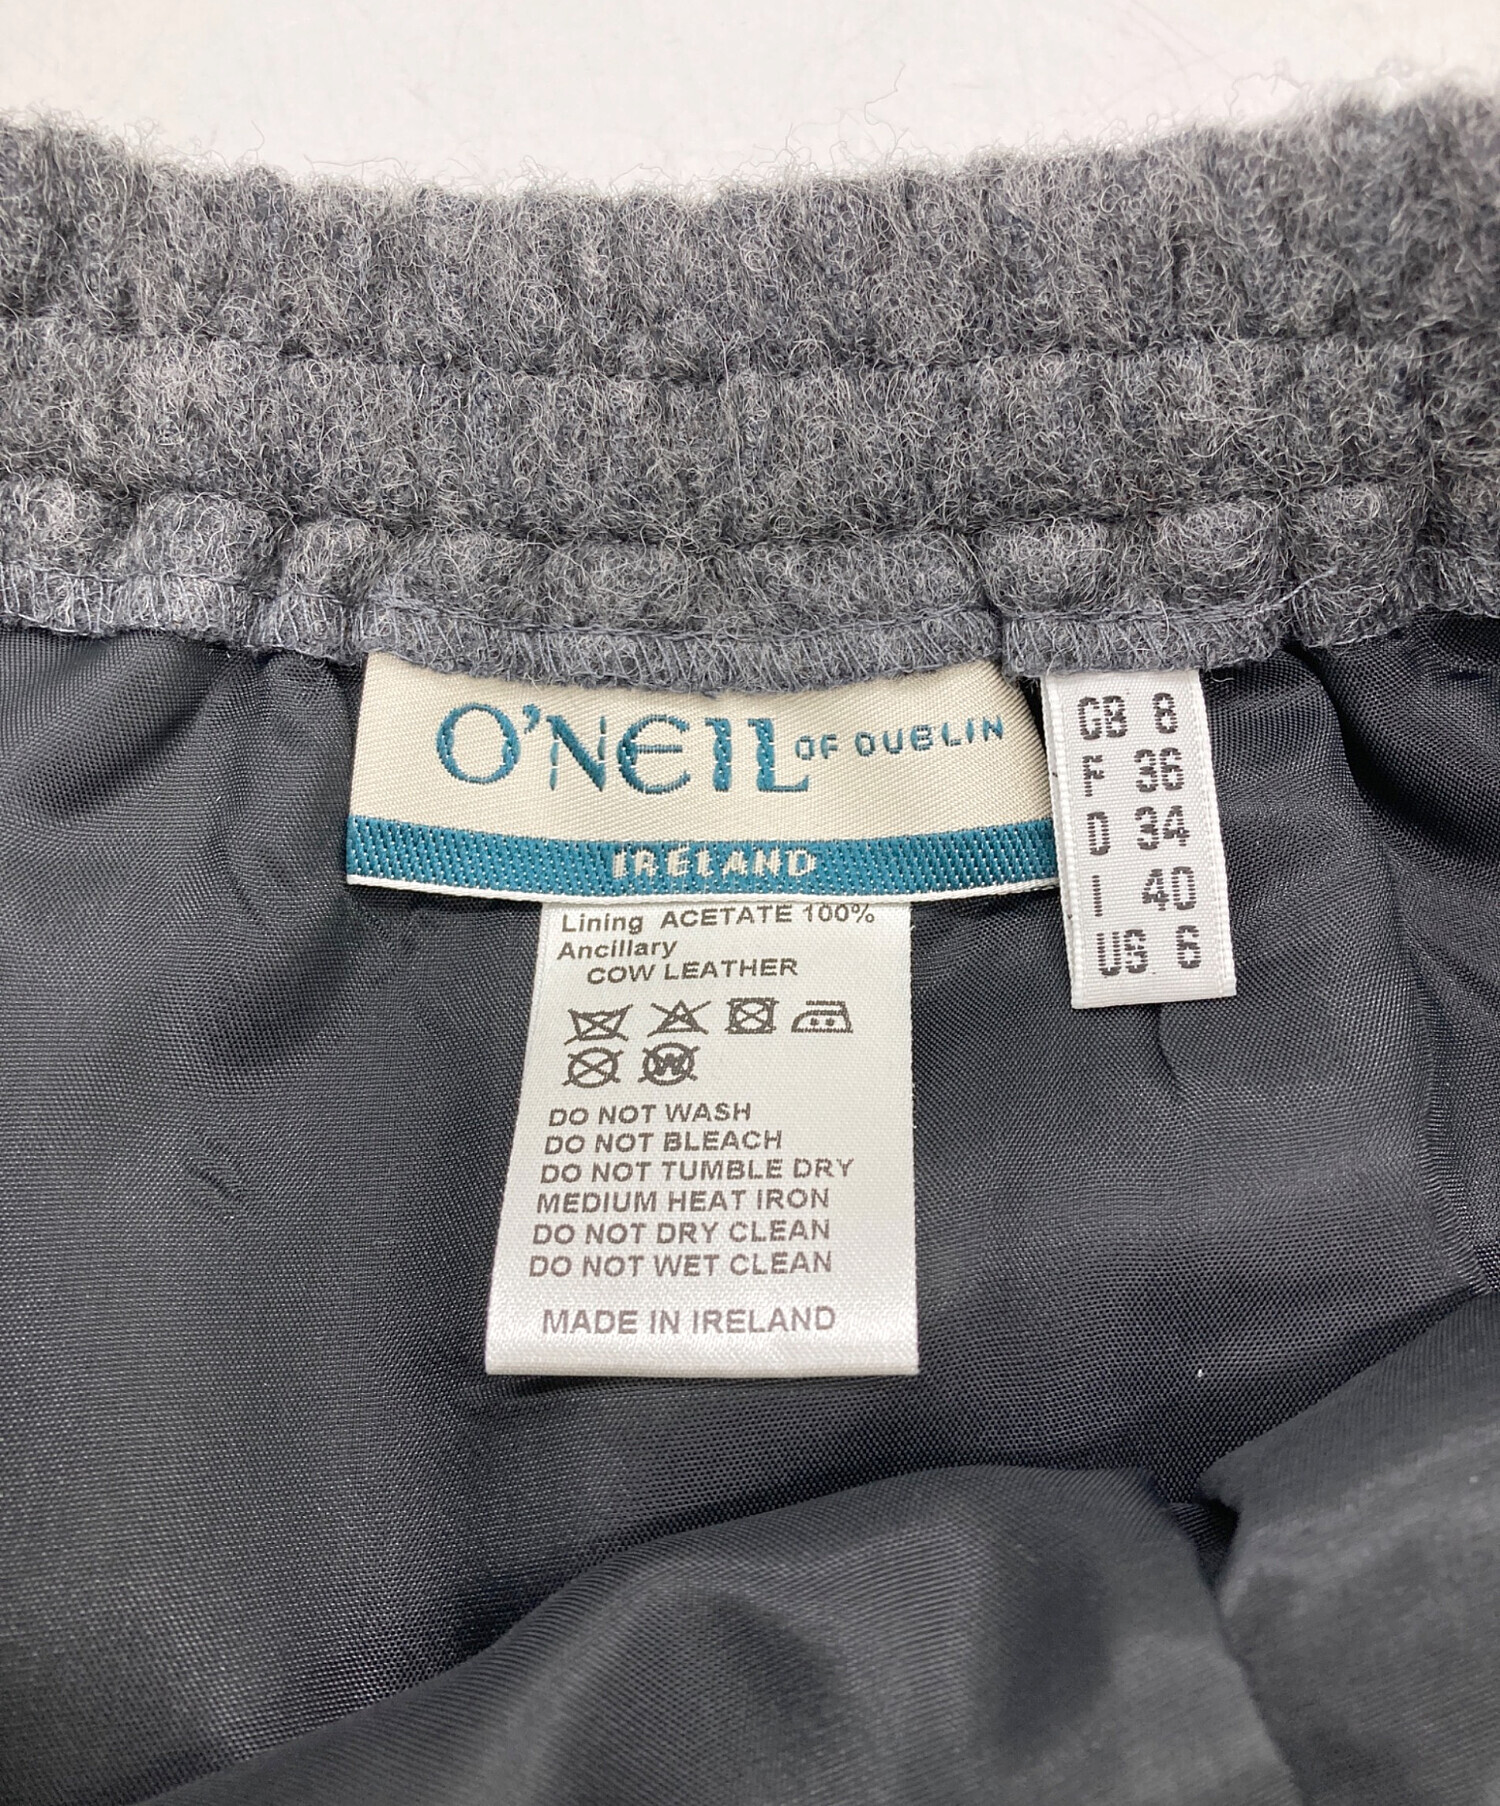 O'NEIL OF DUBLIN
IRELAND
GB 8
F 36
D 34
I 40
US 6
Lining ACETATE 100%
Ancillary
COW LEATHER
W
DO NOT WASH
DO NOT BLEACH
DO NOT TUMBLE DRY
MEDIUM HEAT IRON
DO NOT DRY CLEAN
DO NOT WET CLEAN
MADE IN IRELAND